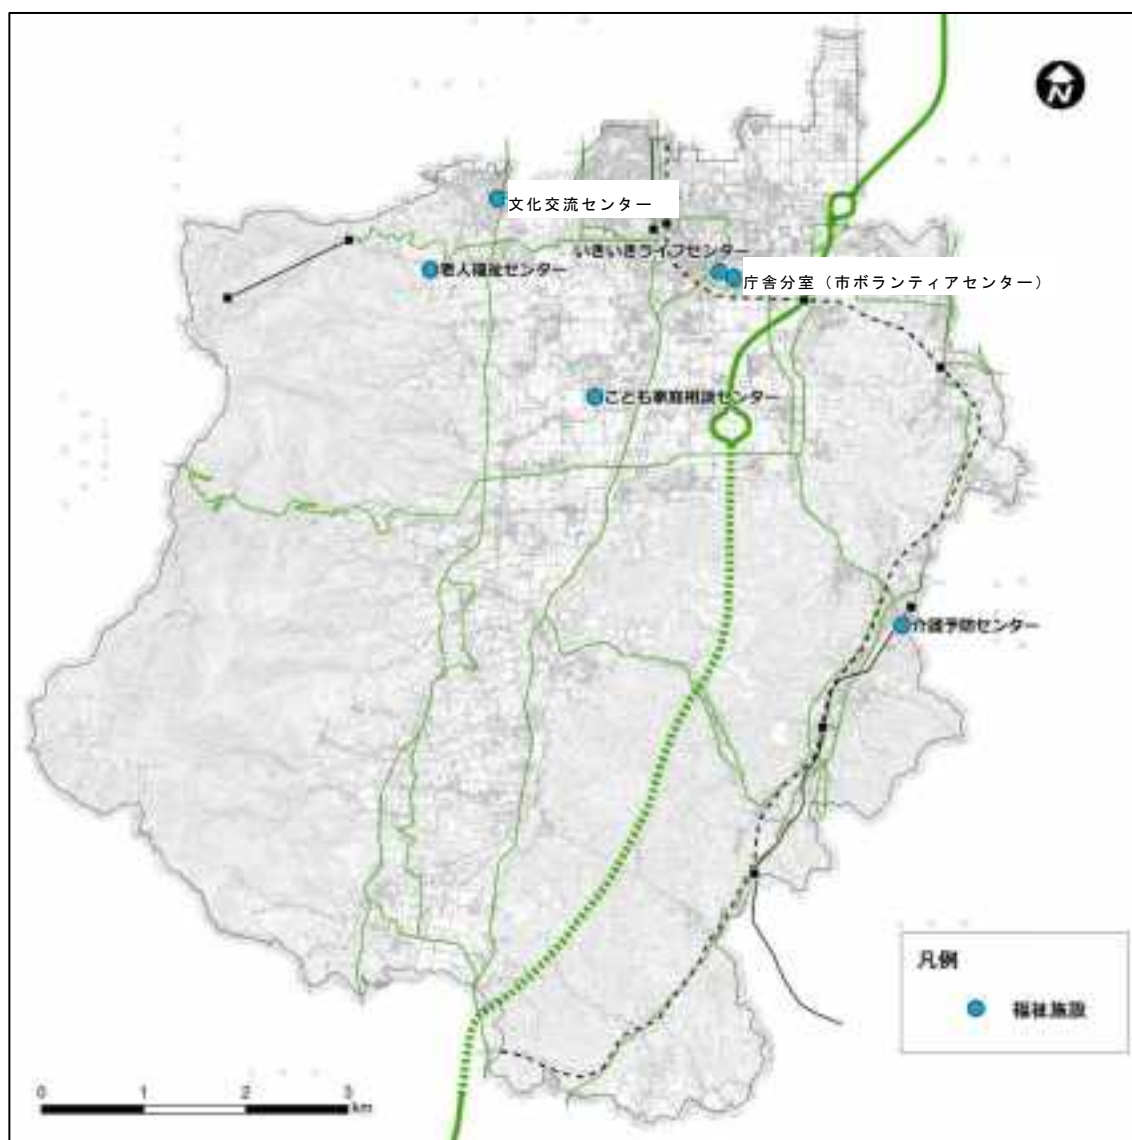 N
文化交流センター
いきいきライフセンター
老人福祉センター
庁舎分室（市ボランティアセンター）
こども家庭相談センター
介護予防センター
凡例
福祉施設
0 1 2 3
km